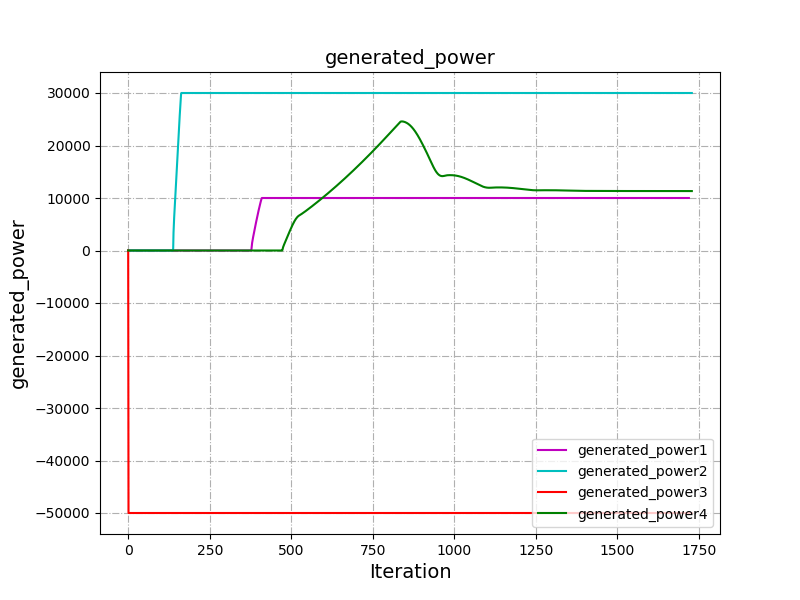 generated_power
generated_power
30000
20000
10000
0
−10000
−20000
−30000
−40000
−50000
0 250 500 750 1000 1250 1500 1750
Iteration
generated_power1
generated_power2
generated_power3
generated_power4